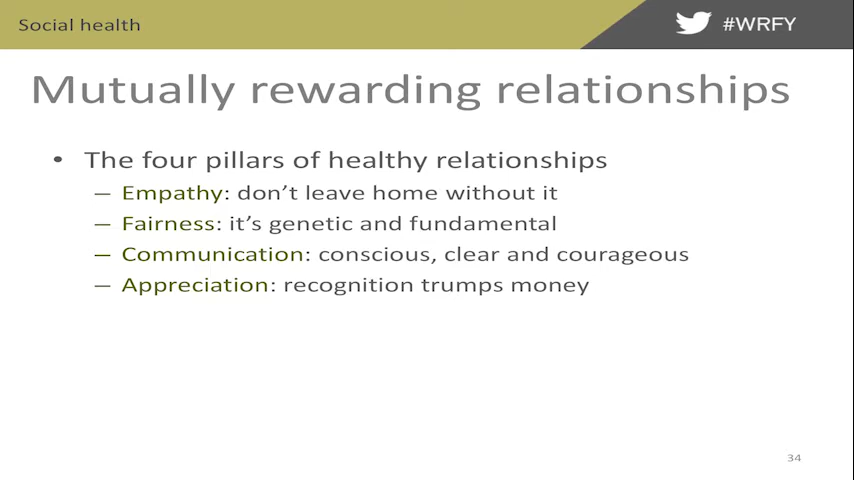 Social health
#WRFY
Mutually rewarding relationships
• The four pillars of healthy relationships
– Empathy: don’t leave home without it
– Fairness: it’s genetic and fundamental
– Communication: conscious, clear and courageous
– Appreciation: recognition trumps money
34